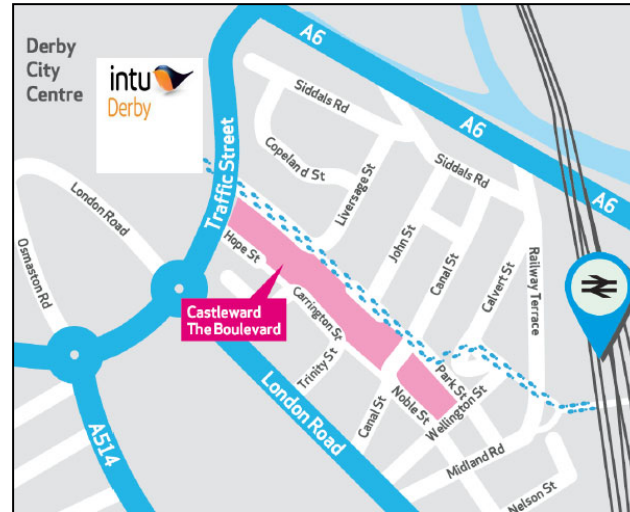 Derby
City
Centre
intu
Derby
A6
A6
A6
Siddals Rd
Siddals Rd
Copeland St
Liversage St
Traffic Street
London Road
Osmaston Rd
Hope St
John St
Canal St
Calvert St
Railway Terrace
Castleward
The Boulevard
Carrington St
Trinity St
Park St
Noble St
Wellington St
Canal St
London Road
Midland Rd
Nelson St
A514